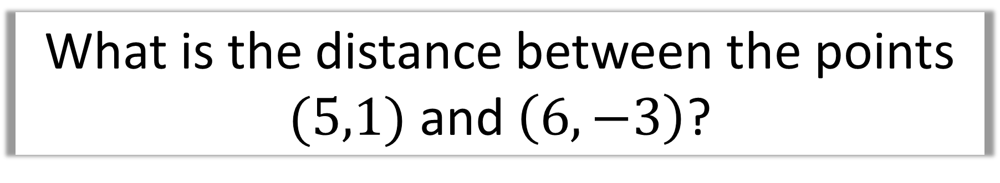 What is the distance between the points
(5,1) and (6, −3)?